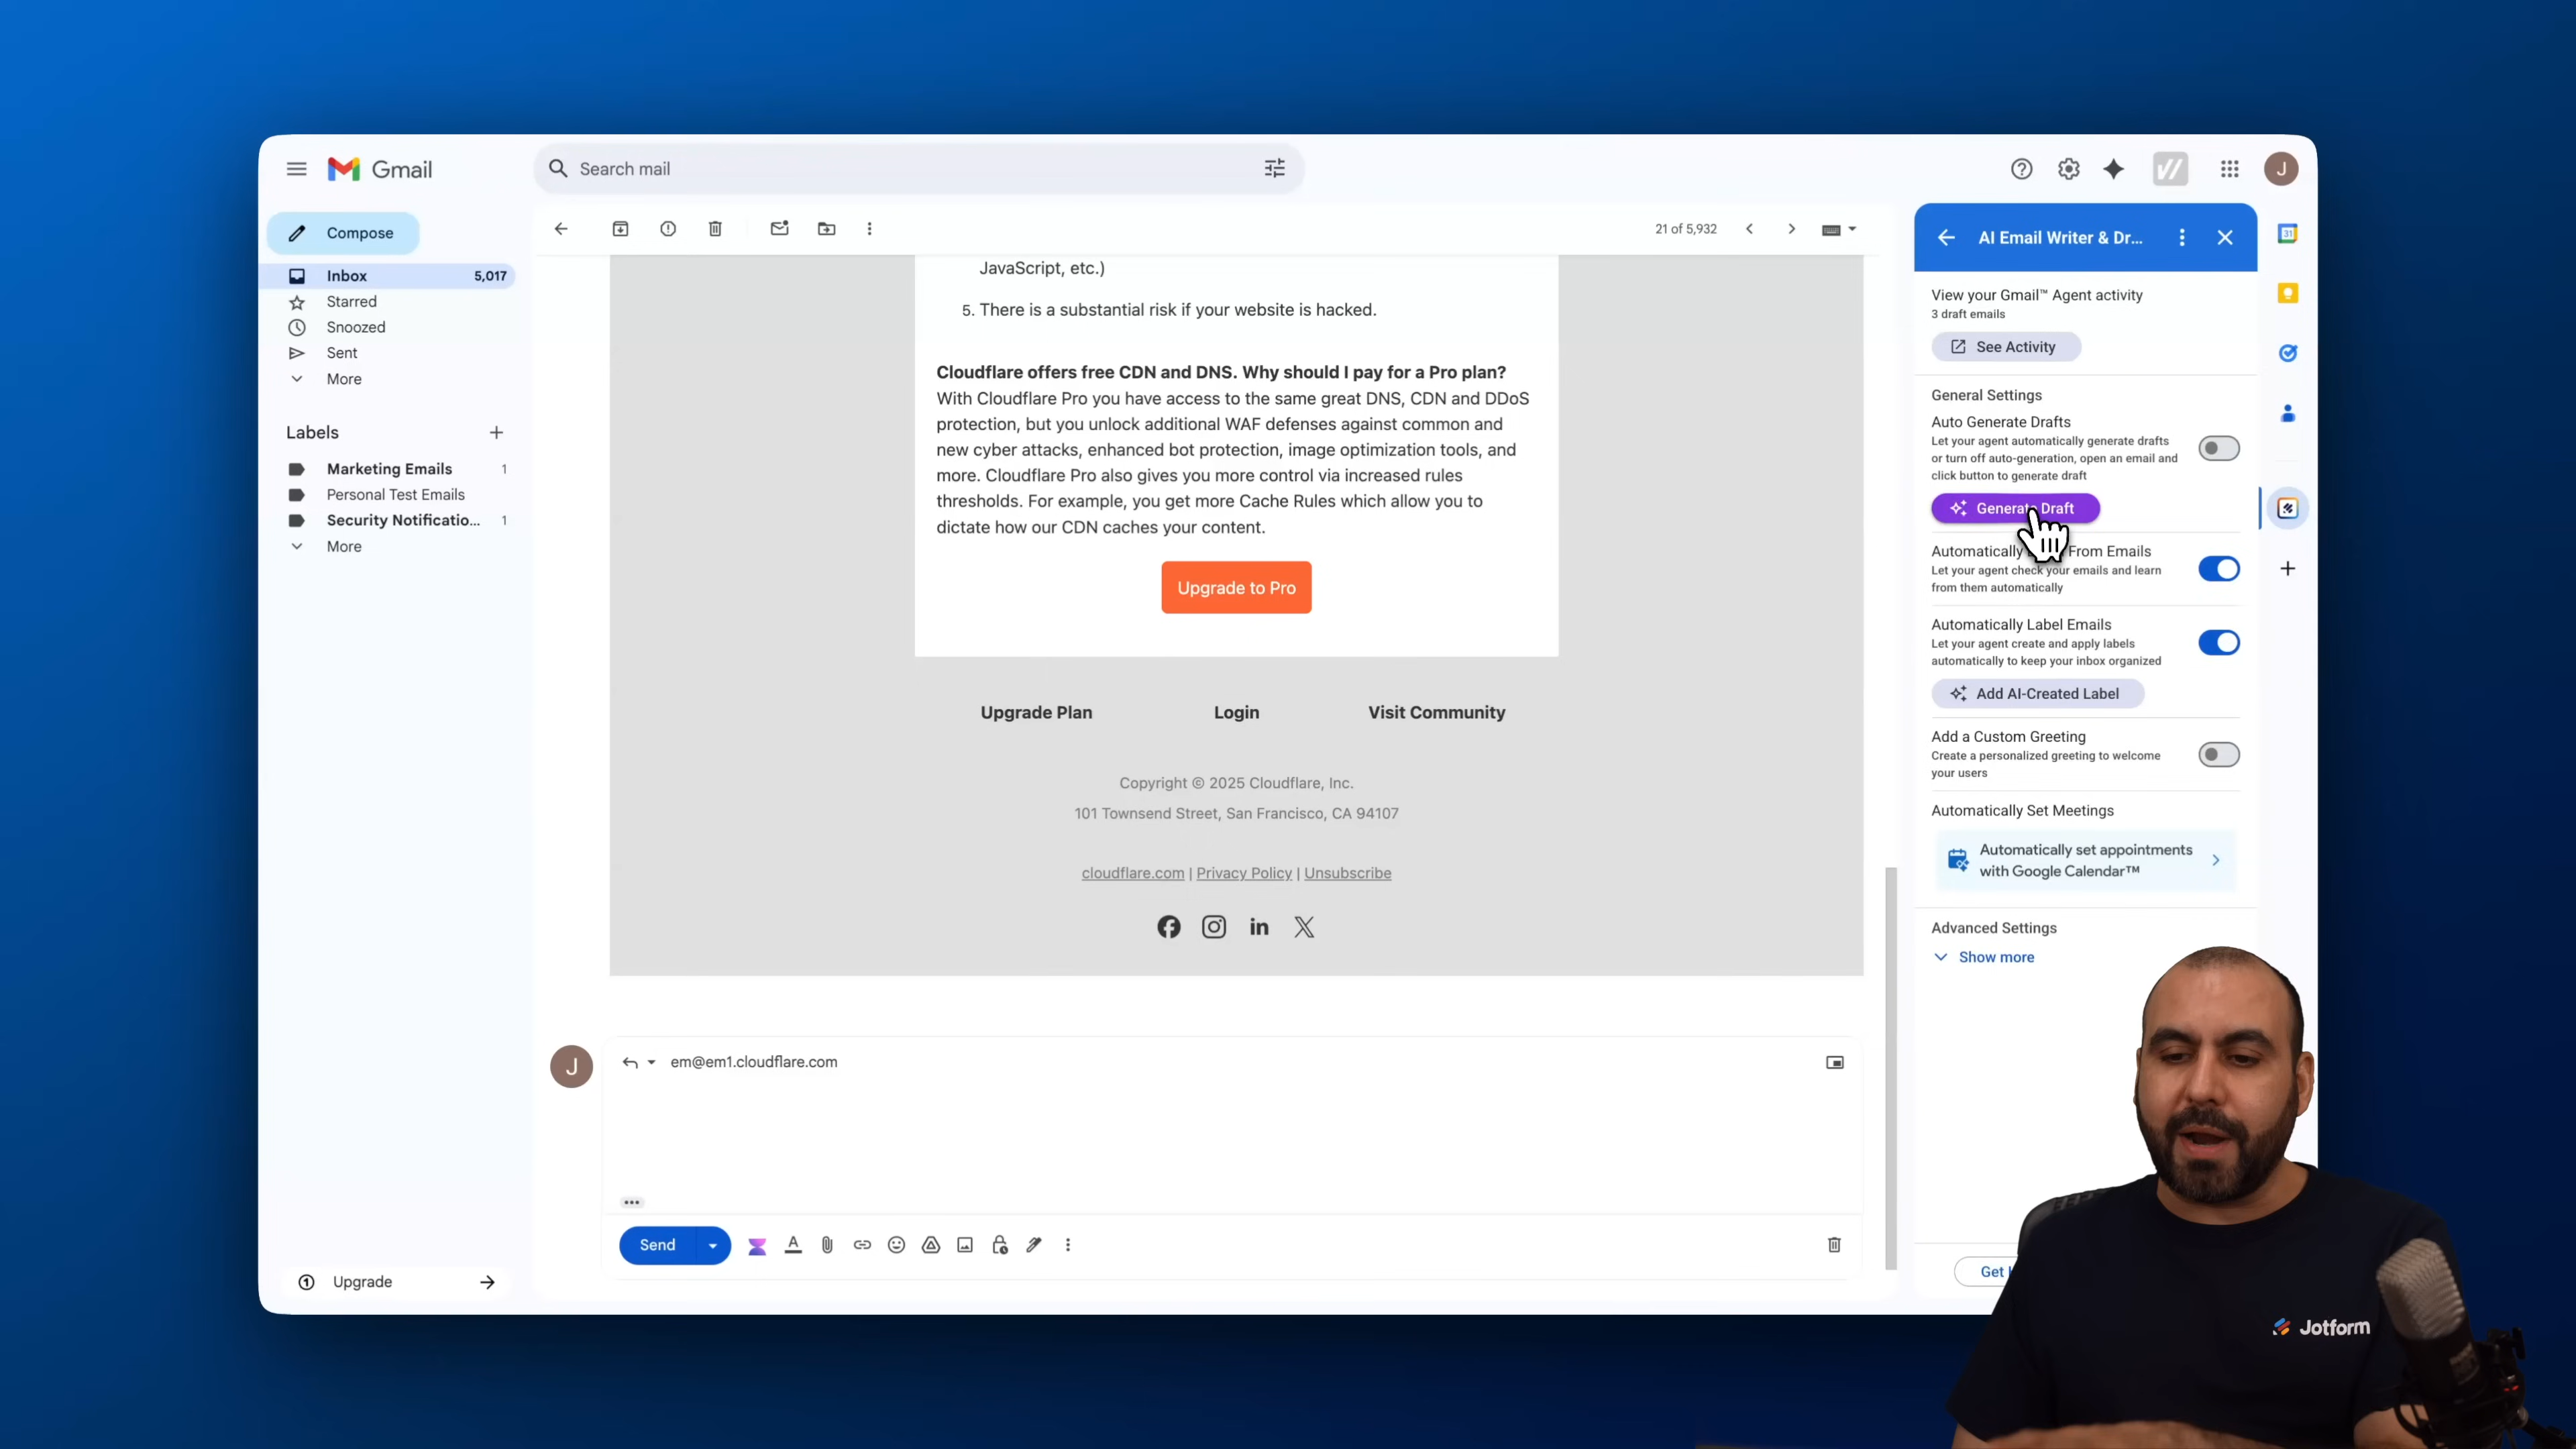 Gmail
Search mail
J
Compose
Inbox 5,017
Starred
Snoozed
Sent
More
Labels
Marketing Emails 1
Personal Test Emails
Security Notificatio... 1
More
Upgrade
21 of 5,932
JavaScript, etc.)
5. There is a substantial risk if your website is hacked.
Cloudflare offers free CDN and DNS. Why should I pay for a Pro plan?
With Cloudflare Pro you have access to the same great DNS, CDN and DDoS
protection, but you unlock additional WAF defenses against common and
new cyber attacks, enhanced bot protection, image optimization tools, and
more. Cloudflare Pro also gives you more control via increased rules
thresholds. For example, you get more Cache Rules which allow you to
dictate how our CDN caches your content.
Upgrade to Pro
Upgrade Plan Login Visit Community
Copyright © 2025 Cloudflare, Inc.
101 Townsend Street, San Francisco, CA 94107
cloudflare.com | Privacy Policy | Unsubscribe
J
em@em1.cloudflare.com
Send
AI Email Writer & Dr...
View your Gmail™ Agent activity
3 draft emails
See Activity
General Settings
Auto Generate Drafts
Let your agent automatically generate drafts
or turn off auto-generation, open an email and
click button to generate draft
Generate Draft
Automatically From Emails
Let your agent check your emails and learn
from them automatically
Automatically Label Emails
Let your agent create and apply labels
automatically to keep your inbox organized
Add AI-Created Label
Add a Custom Greeting
Create a personalized greeting to welcome
your users
Automatically Set Meetings
Automatically set appointments
with Google Calendar™
Advanced Settings
Show more
Get
31
Jotform